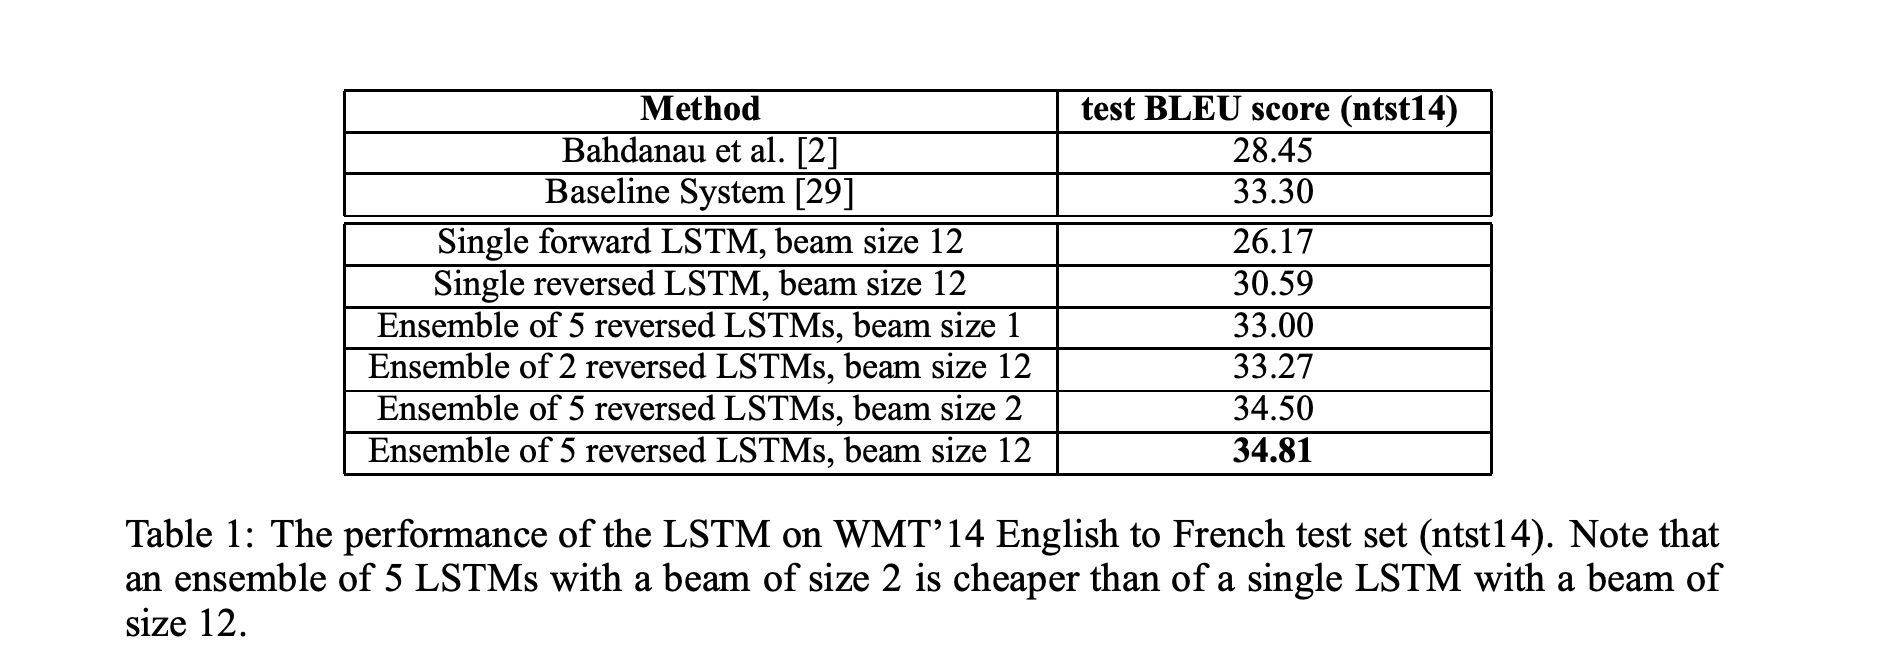 Method test BLEU score (ntst14)
Bahdanau et al. [2] 28.45
Baseline System [29] 33.30
Single forward LSTM, beam size 12 26.17
Single reversed LSTM, beam size 12 30.59
Ensemble of 5 reversed LSTMs, beam size 1 33.00
Ensemble of 2 reversed LSTMs, beam size 12 33.27
Ensemble of 5 reversed LSTMs, beam size 2 34.50
Ensemble of 5 reversed LSTMs, beam size 12 34.81
Table 1: The performance of the LSTM on WMT’14 English to French test set (ntst14). Note that
an ensemble of 5 LSTMs with a beam of size 2 is cheaper than of a single LSTM with a beam of
size 12.